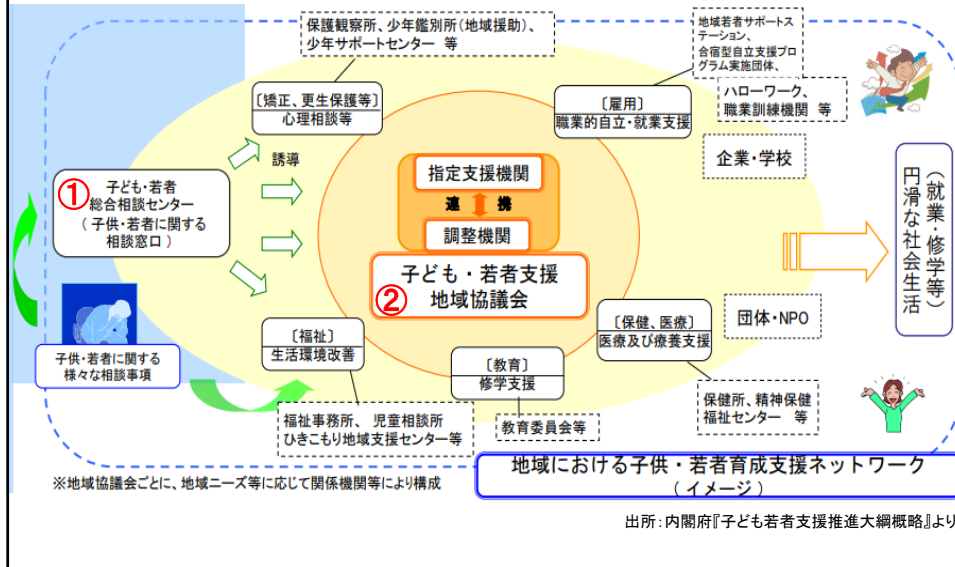 保護観察所、少年鑑別所(地域援助)、
少年サポートセンター 等
地域若者サポートス
テーション、
合宿型自立支援プロ
グラム実施団体、
ハローワーク、
職業訓練機関 等
〔矯正、更生保護等〕
心理相談等
〔雇用〕
職業的自立・就業支援
企業・学校
誘導
①
子ども・若者
総合相談センター
( 子供・若者に関する
相談窓口 )
指定支援機関
連 携
調整機関
②
子ども・若者支援
地域協議会
(就業・修学等)
円滑な社会生活
団体・NPO
〔保健、医療〕
医療及び療養支援
〔福祉〕
生活環境改善
〔教育〕
修学支援
子供・若者に関する
様々な相談事項
福祉事務所、 児童相談所
ひきこもり地域支援センター等
教育委員会等
保健所、精神保健
福祉センター 等
地域における子供・若者育成支援ネットワーク
( イメージ )
※地域協議会ごとに、地域ニーズ等に応じて関係機関等により構成
出所:内閣府『子ども若者支援推進大綱概略』より